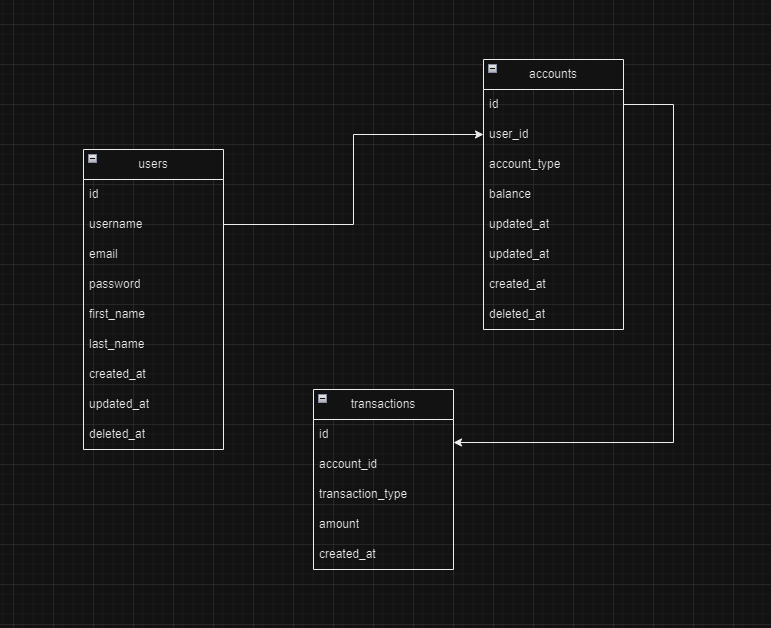 accounts
id
user_id
account_type
balance
updated_at
updated_at
created_at
deleted_at
users
id
username
email
password
first_name
last_name
created_at
updated_at
deleted_at
transactions
id
account_id
transaction_type
amount
created_at